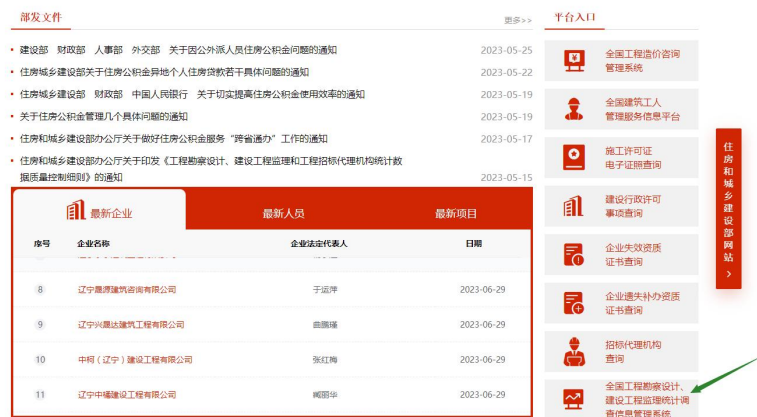 部发文件
更多>>
建设部 财政部 人事部 外交部 关于因公外派人员住房公积金问题的通知 2023-05-25
住房城乡建设部关于住房公积金异地个人住房贷款若干具体问题的通知 2023-05-22
住房城乡建设部 财政部 中国人民银行 关于切实提高住房公积金使用效率的通知 2023-05-19
关于住房公积金管理几个具体问题的通知 2023-05-19
住房和城乡建设部办公厅关于做好住房公积金服务“跨省通办”工作的通知 2023-05-17
住房和城乡建设部办公厅关于印发《工程勘察设计、建设工程监理和工程招标代理机构统计数
据质量控制细则》的通知 2023-05-15
最新企业 最新人员 最新项目
序号 企业名称 企业法定代表人 日期
8 辽宁晟源建筑咨询有限公司 于运萍 2023-06-29
9 辽宁兴晟达建筑工程有限公司 曲鹏瑾 2023-06-29
10 中柯(辽宁)建设工程有限公司 张红梅 2023-06-29
11 辽宁中橘建设工程有限公司 臧丽华 2023-06-29
平台入口
全国工程造价咨询
管理系统
全国建筑工人
管理服务信息平台
施工许可证
电子证照查询
建设行政许可
事项查询
企业失效资质
证书查询
企业遗失补办资质
证书查询
招标代理机构
查询
全国工程勘察设计、
建设工程监理统计调
查信息管理系统
住房和城乡建设部网站 >